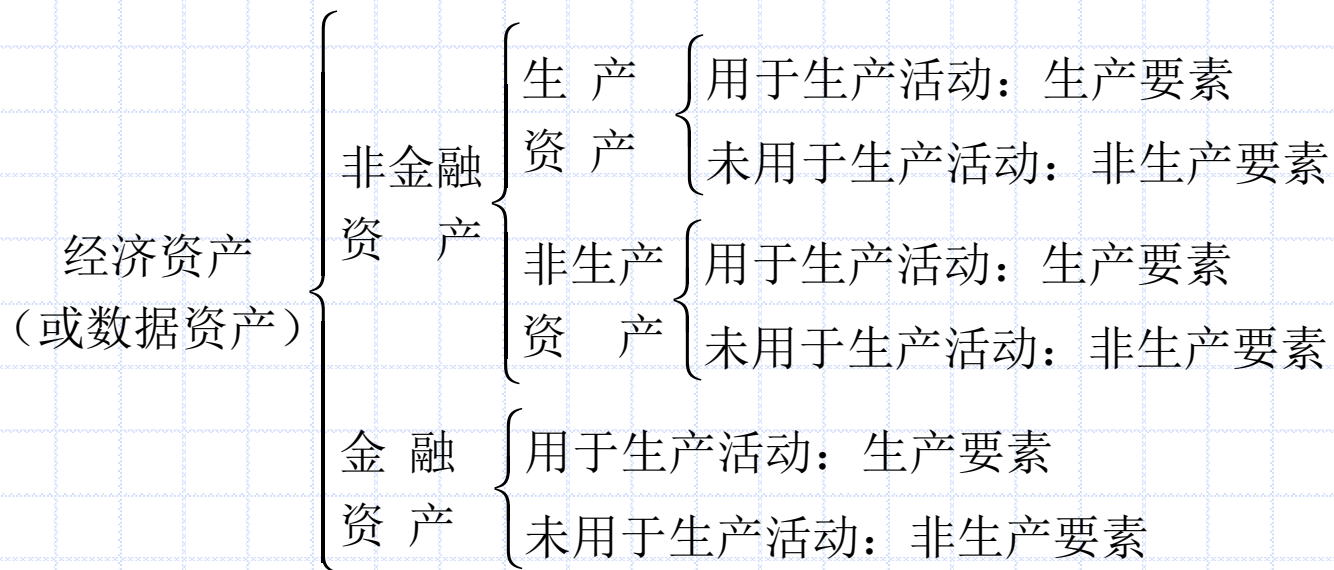 经济资产
（或数据资产）
非金融
资 产
生 产
资 产
用于生产活动：生产要素
未用于生产活动：非生产要素
非生产
资 产
用于生产活动：生产要素
未用于生产活动：非生产要素
金 融
资 产
用于生产活动：生产要素
未用于生产活动：非生产要素